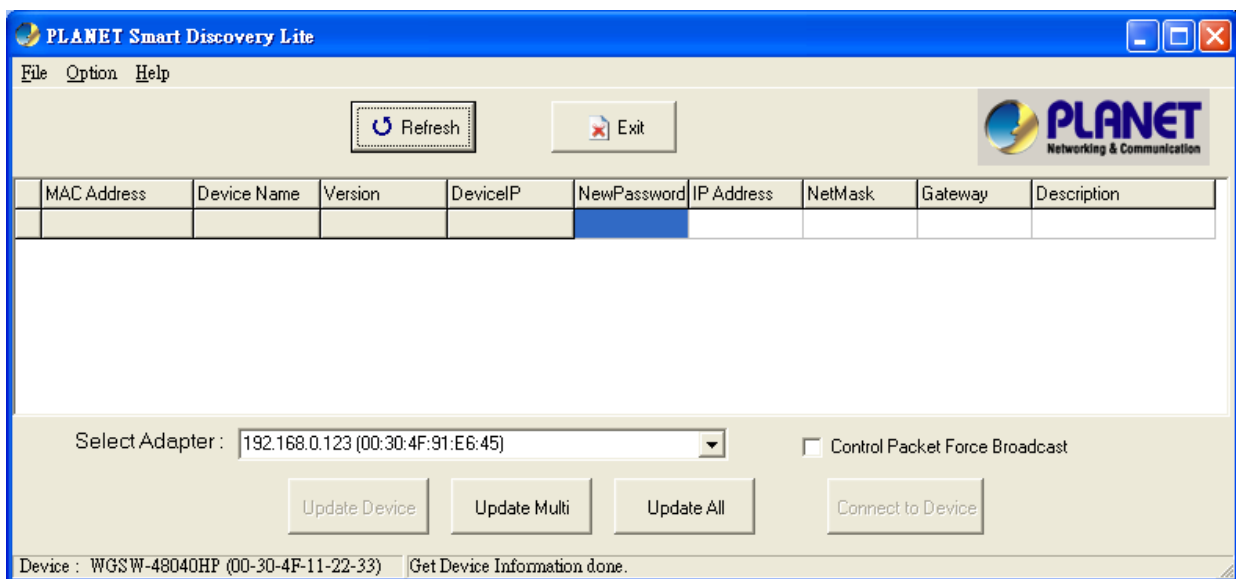 PLANET Smart Discovery Lite
File Option Help
Refresh Exit
PLANET
Networking & Communication
MAC Address Device Name Version DeviceIP NewPassword IP Address NetMask Gateway Description
Select Adapter : 192.168.0.123 (00:30:4F:91:E6:45) Control Packet Force Broadcast
Update Device Update Multi Update All Connect to Device
Device : WGSW-48040HP (00-30-4F-11-22-33) Get Device Information done.